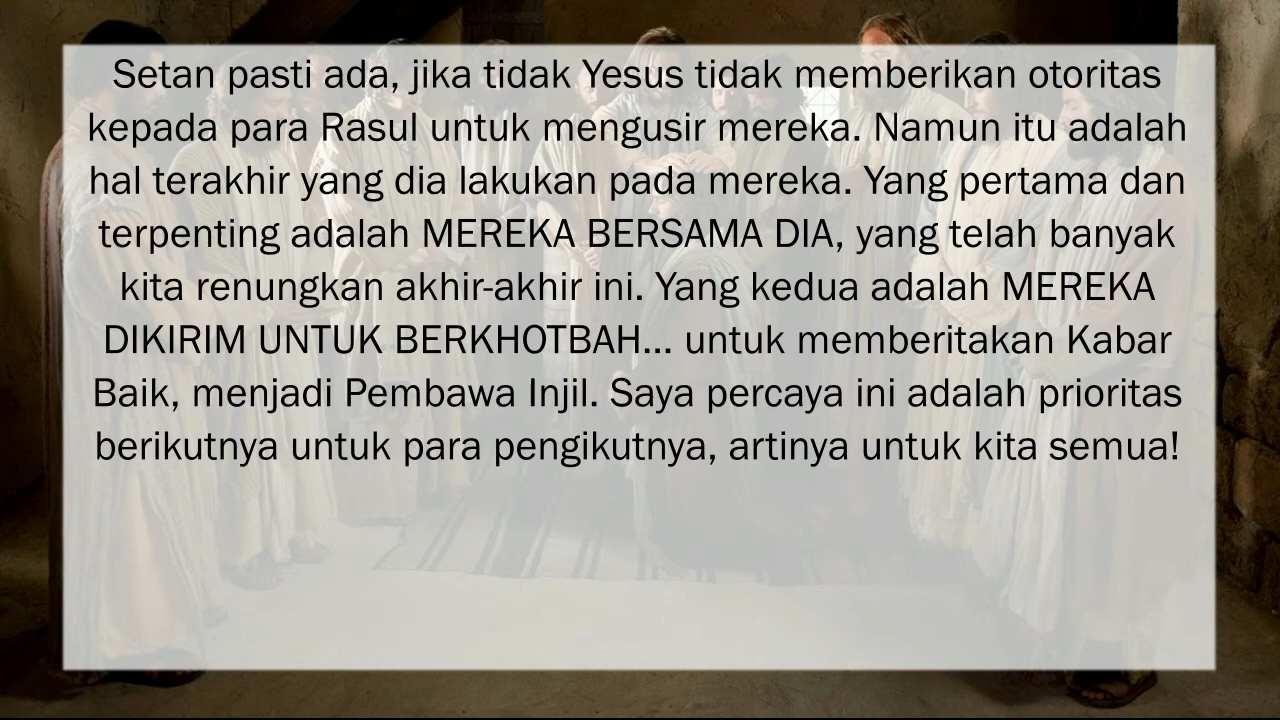 Setan pasti ada, jika tidak Yesus tidak memberikan otoritas
kepada para Rasul untuk mengusir mereka. Namun itu adalah
hal terakhir yang dia lakukan pada mereka. Yang pertama dan
terpenting adalah MEREKA BERSAMA DIA, yang telah banyak
kita renungkan akhir-akhir ini. Yang kedua adalah MEREKA
DIKIRIM UNTUK BERKHOTBAH... untuk memberitakan Kabar
Baik, menjadi Pembawa Injil. Saya percaya ini adalah prioritas
berikutnya untuk para pengikutnya, artinya untuk kita semua!